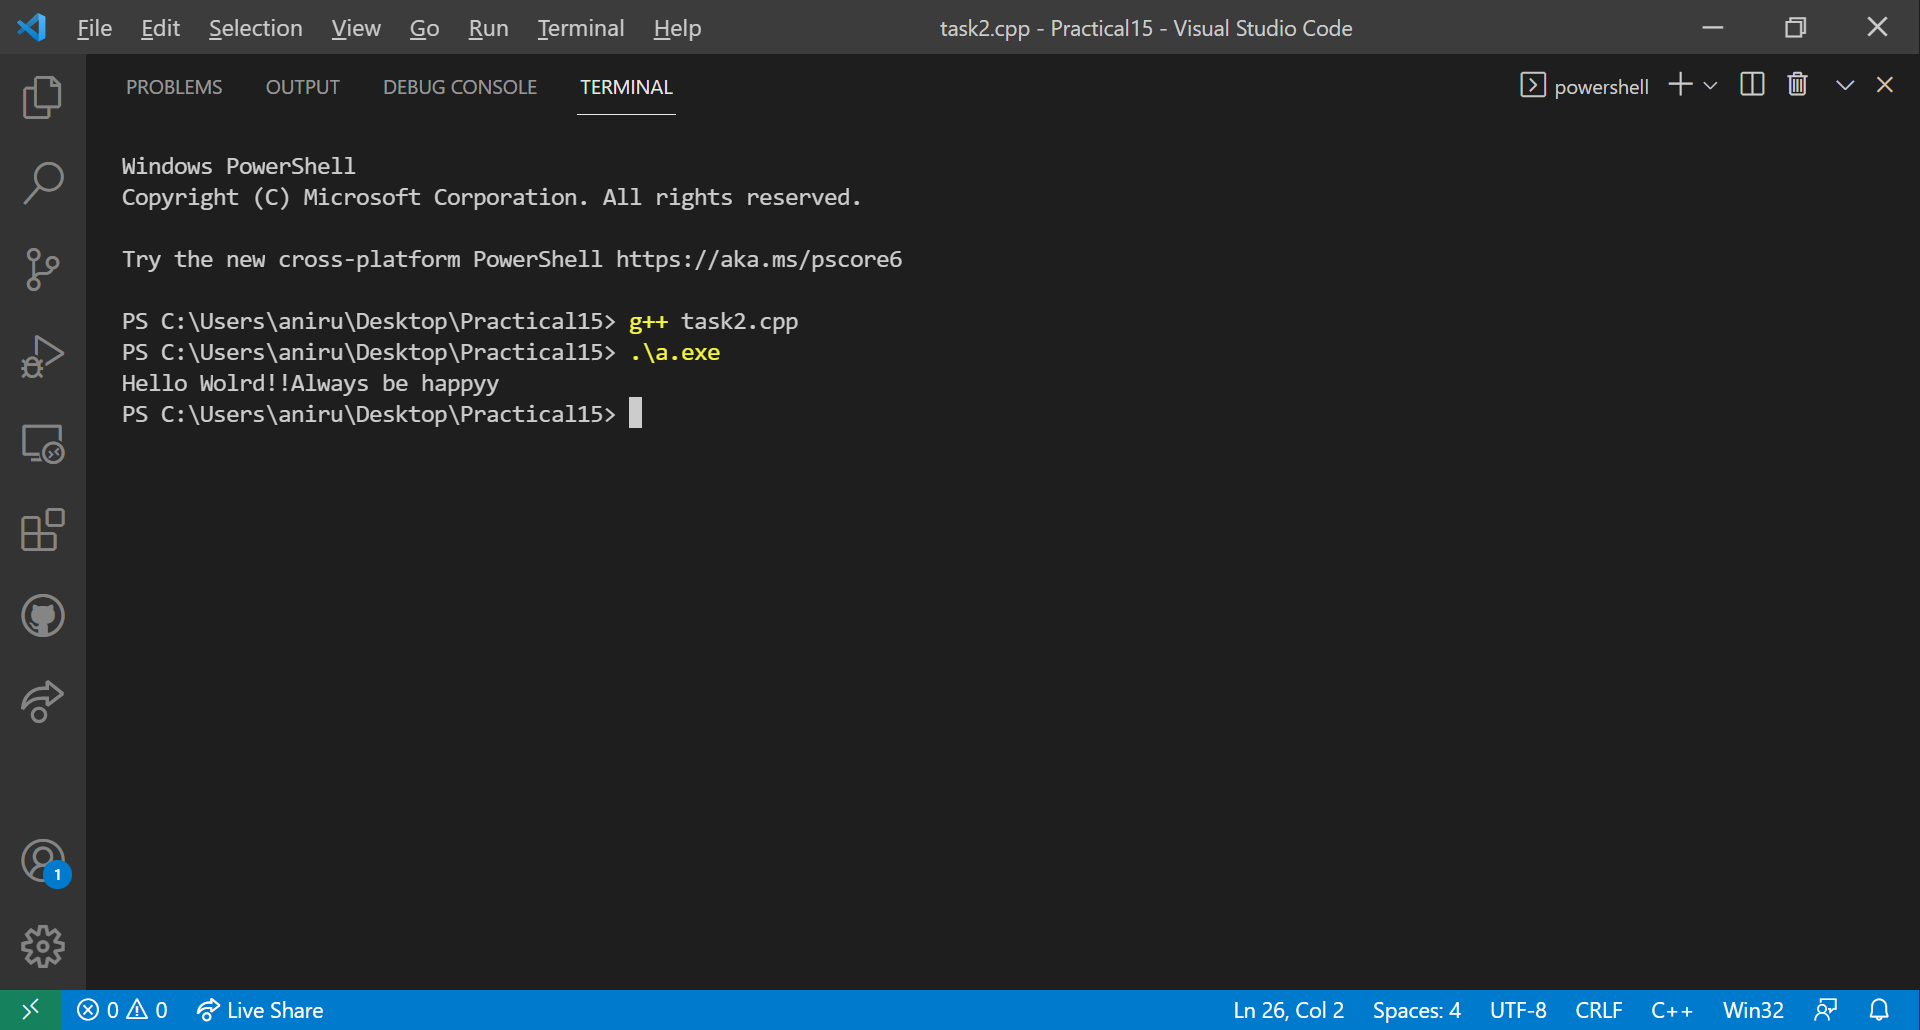 File Edit Selection View Go Run Terminal Help task2.cpp - Practical15 - Visual Studio Code
PROBLEMS OUTPUT DEBUG CONSOLE TERMINAL powershell
Windows PowerShell
Copyright (C) Microsoft Corporation. All rights reserved.
Try the new cross-platform PowerShell https://aka.ms/pscore6
PS C:\Users\aniru\Desktop\Practical15> g++ task2.cpp
PS C:\Users\aniru\Desktop\Practical15> .\a.exe
Hello Wolrd!!Always be happyy
PS C:\Users\aniru\Desktop\Practical15>
1
0 0 Live Share Ln 26, Col 2 Spaces: 4 UTF-8 CRLF C++ Win32